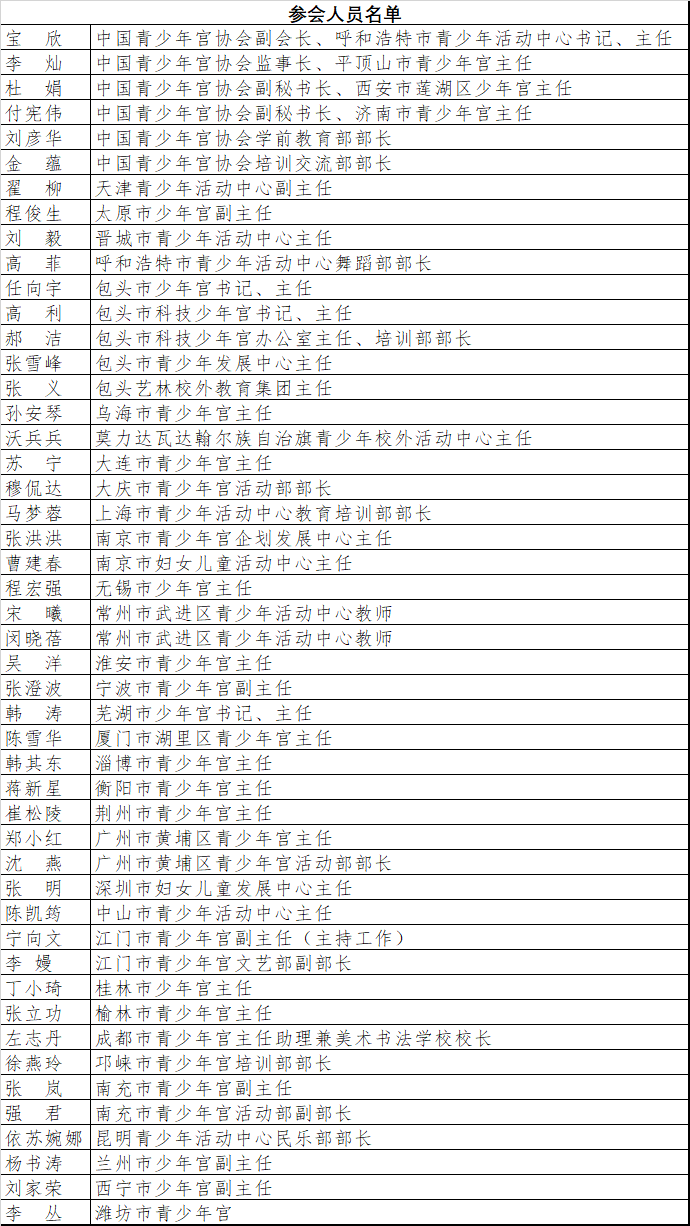 参会人员名单
宝　欣 中国青少年宫协会副会长、呼和浩特市青少年活动中心书记、主任
李　灿 中国青少年宫协会监事长、平顶山市青少年宫主任
杜　娟 中国青少年宫协会副秘书长、西安市莲湖区少年宫主任
付宪伟 中国青少年宫协会副秘书长、济南市青少年宫主任
刘彦华 中国青少年宫协会学前教育部部长
金　蕴 中国青少年宫协会培训交流部部长
翟　柳 天津青少年活动中心副主任
程俊生 太原市少年宫副主任
刘　毅 晋城市青少年活动中心主任
高　菲 呼和浩特市青少年活动中心舞蹈部部长
任向宇 包头市少年宫书记、主任
高　利 包头市科技少年宫书记、主任
郝　洁 包头市科技少年宫办公室主任、培训部部长
张雪峰 包头市青少年发展中心主任
张　义 包头艺林校外教育集团主任
孙安琴 乌海市青少年宫主任
沃兵兵 莫力达瓦达翰尔族自治旗青少年校外活动中心主任
苏　宁 大连市青少年宫主任
穆侃达 大庆市青少年宫活动部部长
马梦蓉 上海市青少年活动中心教育培训部部长
张洪洪 南京市青少年宫企划发展中心主任
曹建春 南京市妇女儿童活动中心主任
程宏强 无锡市少年宫主任
宋　曦 常州市武进区青少年活动中心教师
闵晓蓓 常州市武进区青少年活动中心教师
吴　洋 淮安市青少年宫主任
张澄波 宁波市青少年宫副主任
韩　涛 芜湖市少年宫书记、主任
陈雪华 厦门市湖里区青少年宫主任
韩其东 淄博市青少年宫主任
蒋新星 衡阳市青少年宫主任
崔松陵 荆州市青少年宫主任
郑小红 广州市黄埔区青少年宫主任
沈　燕 广州市黄埔区青少年宫活动部部长
张　明 深圳市妇女儿童发展中心主任
陈凯筠 中山市青少年活动中心主任
宁向文 江门市青少年宫副主任（主持工作）
李 嫚 江门市青少年宫文艺部副部长
丁小琦 桂林市少年宫主任
张立功 榆林市青少年宫主任
左志丹 成都市青少年宫主任助理兼美术书法学校校长
徐燕玲 邛崃市青少年宫培训部部长
张　岚 南充市青少年宫副主任
强　君 南充市青少年宫活动部副部长
依苏婉娜 昆明青少年活动中心民乐部部长
杨书涛 兰州市少年宫副主任
刘家荣 西宁市少年宫副主任
李　丛 潍坊市青少年宫